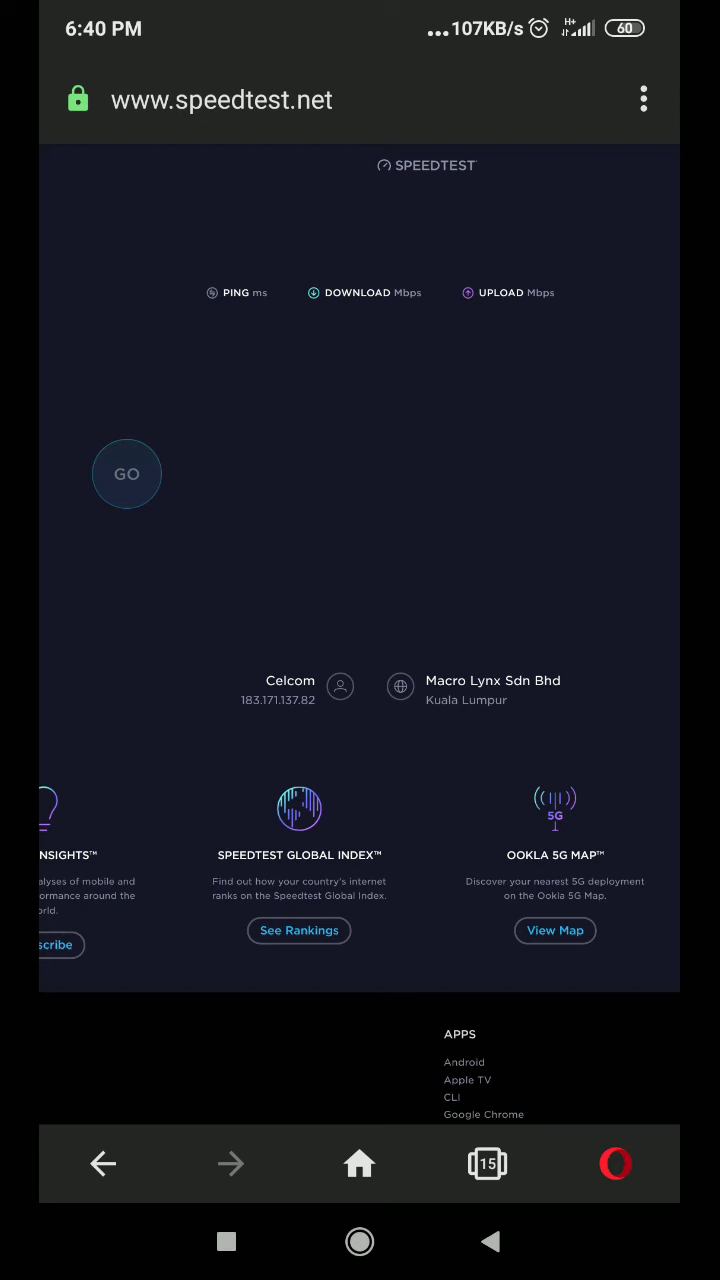 6:40 PM
...107KB/s
H+
60
www.speedtest.net
SPEEDTEST
PING ms
DOWNLOAD Mbps
UPLOAD Mbps
GO
Celcom
183.171.137.82
Macro Lynx Sdn Bhd
Kuala Lumpur
NSIGHTS™
alyses of mobile and
ormance around the
orld.
scribe
SPEEDTEST GLOBAL INDEX™
Find out how your country's internet
ranks on the Speedtest Global Index.
See Rankings
5G
OOKLA 5G MAP™
Discover your nearest 5G deployment
on the Ookla 5G Map.
View Map
APPS
Android
Apple TV
CLI
Google Chrome
15